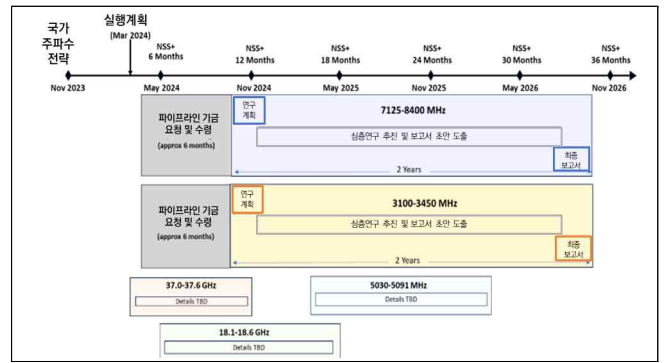 국가
주파수
전략
실행계획
(Mar 2024)
NSS+
6 Months
NSS+
12 Months
NSS+
18 Months
NSS+
24 Months
NSS+
30 Months
NSS+
36 Months
Nov 2023
May 2024
Nov 2024
May 2025
Nov 2025
May 2026
Nov 2026
파이프라인 기금
요청 및 수령
(approx 6 months)
연구
계획
7125-8400 MHz
심층연구 추진 및 보고서 초안 도출
최종
보고서
2 Years
파이프라인 기금
요청 및 수령
(approx 6 months)
연구
계획
3100-3450 MHz
심층연구 추진 및 보고서 초안 도출
최종
보고서
2 Years
37.0-37.6 GHz
Details TBD
5030-5091 MHz
Details TBD
18.1-18.6 GHz
Details TBD